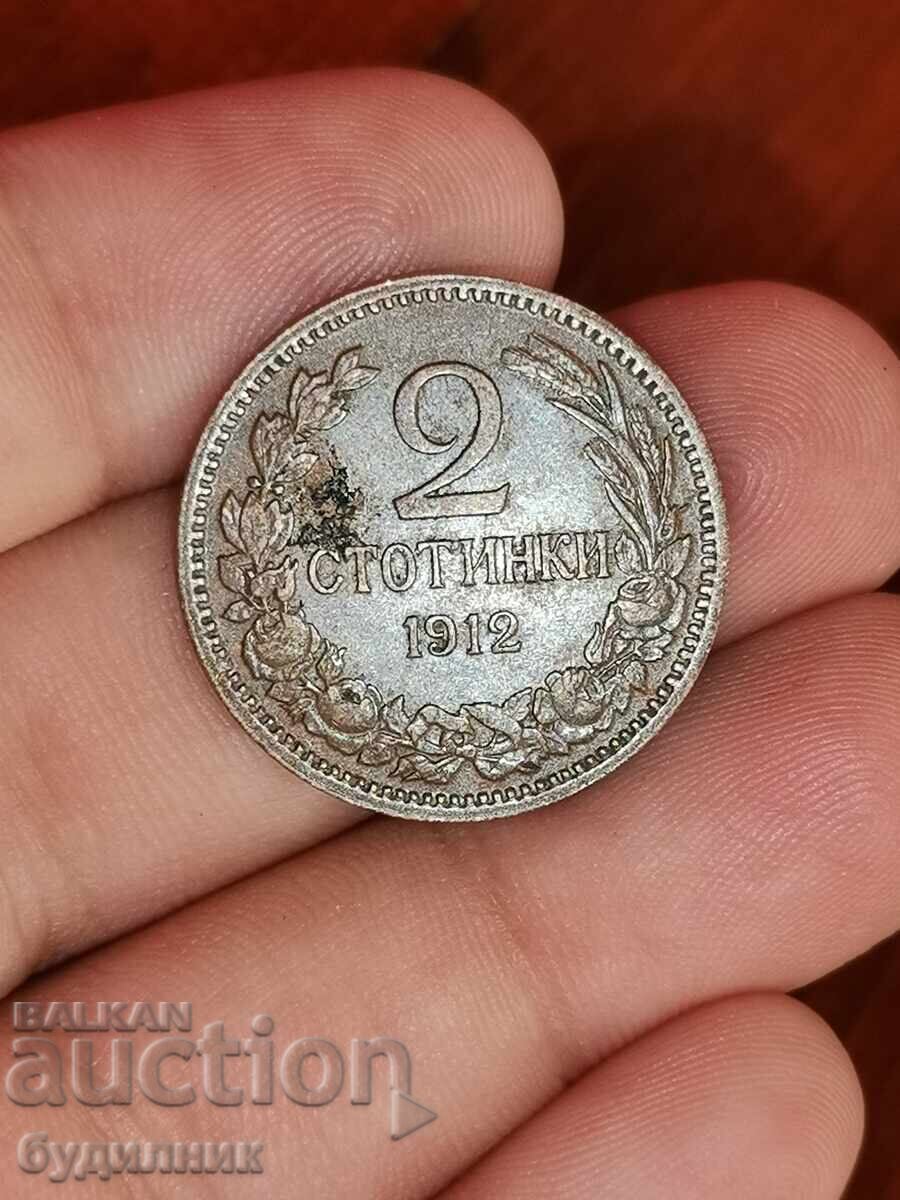 2
СТОТИНКИ
1912
BALKAN
auction
будилник